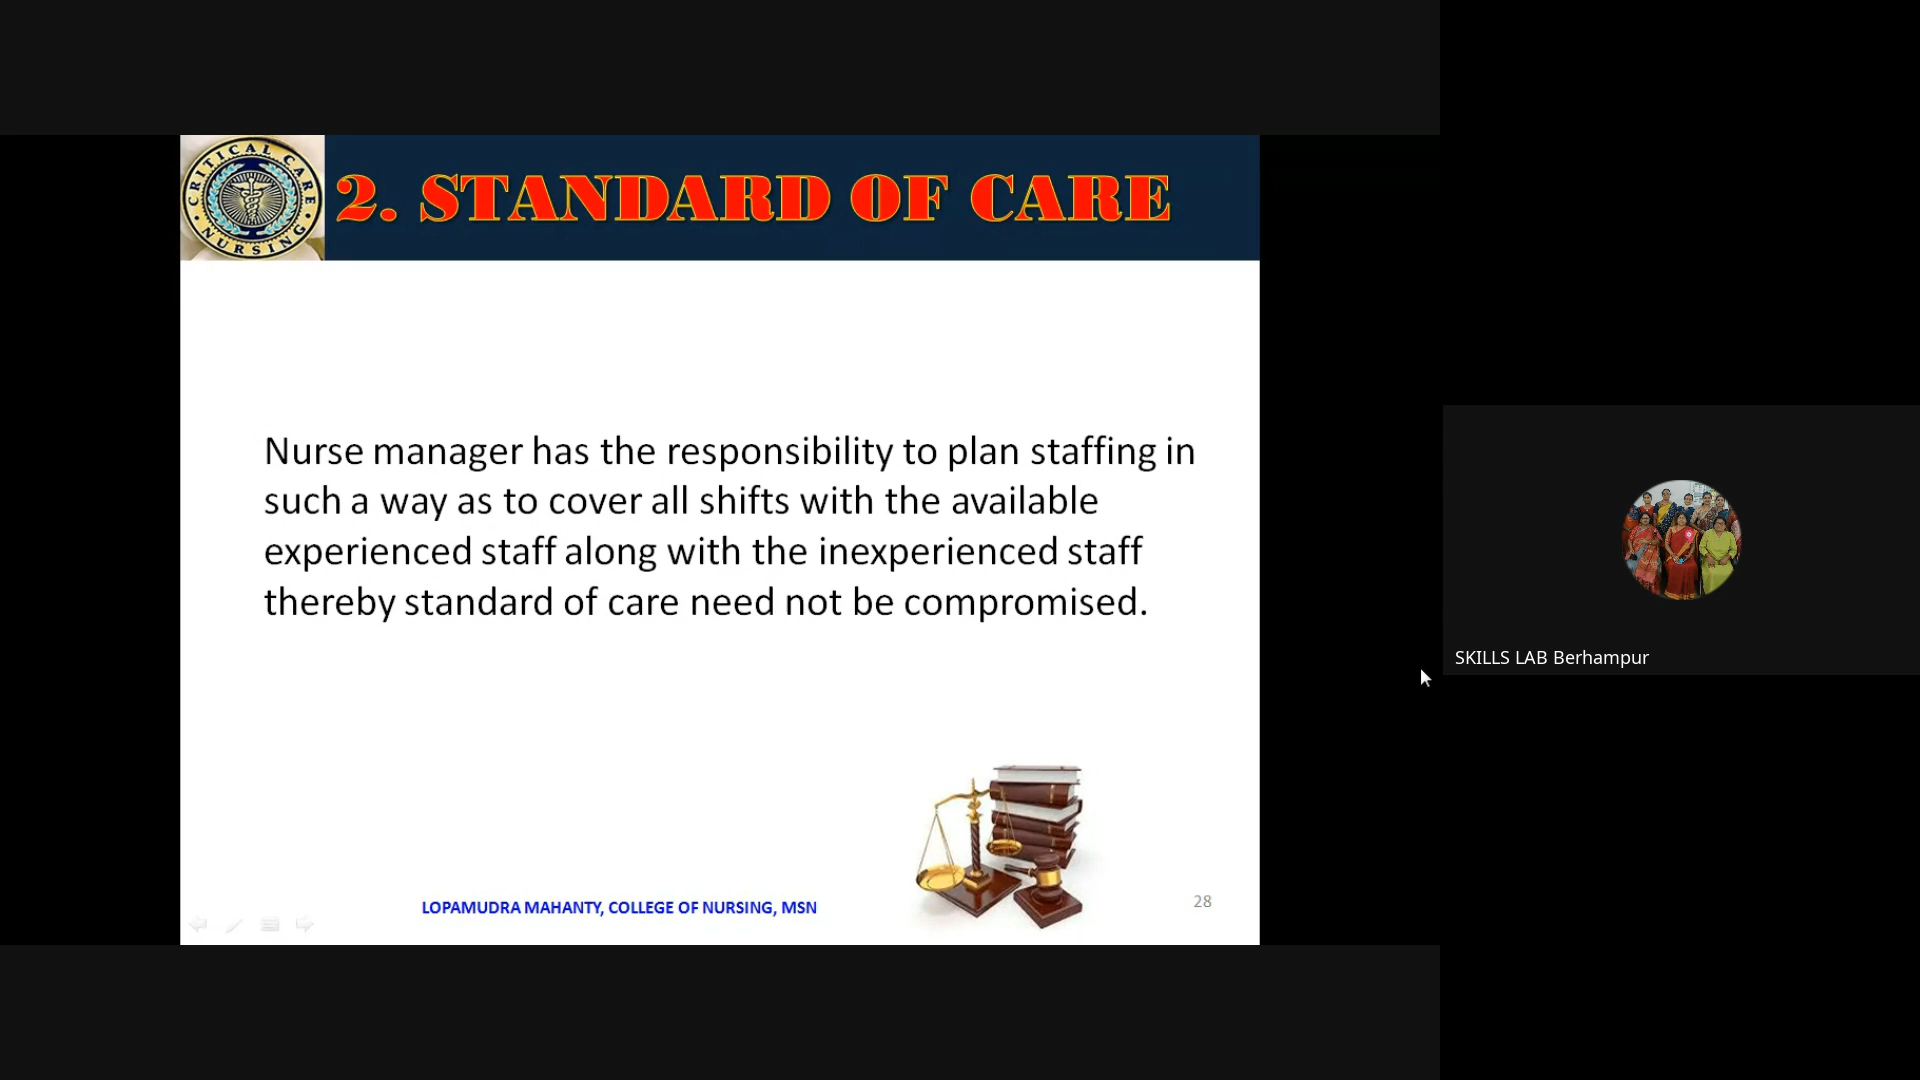 CRITICAL CARE
NURSING
2. STANDARD OF CARE
Nurse manager has the responsibility to plan staffing in
such a way as to cover all shifts with the available
experienced staff along with the inexperienced staff
thereby standard of care need not be compromised.
LOPAMUDRA MAHANTY, COLLEGE OF NURSING, MSN
28
SKILLS LAB Berhampur